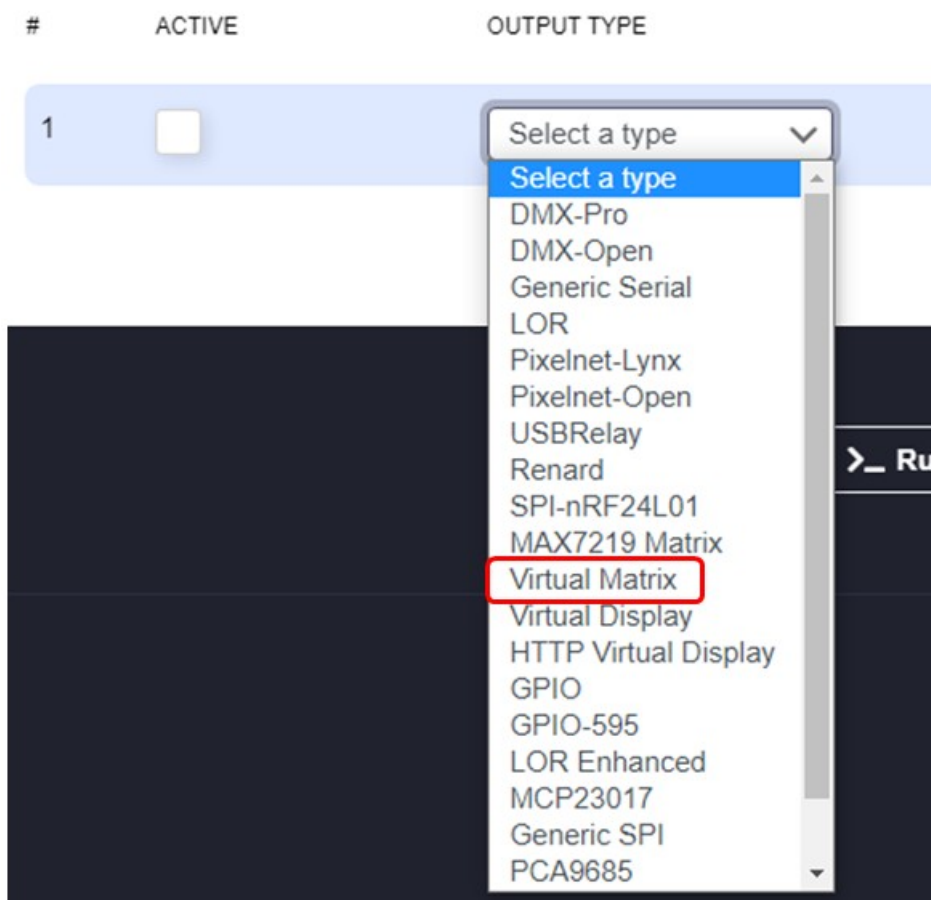 # ACTIVE OUTPUT TYPE
1 Select a type
Select a type
DMX-Pro
DMX-Open
Generic Serial
LOR
Pixelnet-Lynx
Pixelnet-Open
USBRelay
Renard
SPI-nRF24L01
MAX7219 Matrix
Virtual Matrix
Virtual Display
HTTP Virtual Display
GPIO
GPIO-595
LOR Enhanced
MCP23017
Generic SPI
PCA9685
>_ Ru